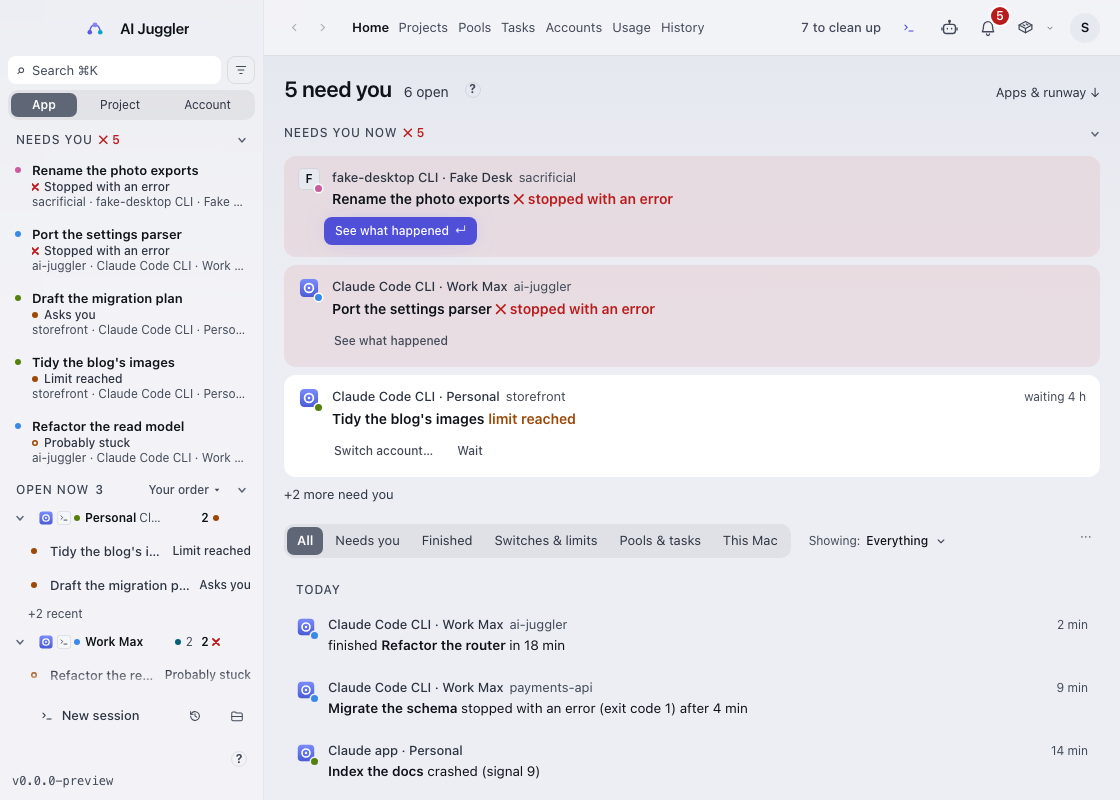 AI Juggler
Search ⌘K
App Project Account
NEEDS YOU 5
Rename the photo exports
Stopped with an error
sacrificial · fake-desktop CLI · Fake ...
Port the settings parser
Stopped with an error
ai-juggler · Claude Code CLI · Work ...
Draft the migration plan
Asks you
storefront · Claude Code CLI · Perso...
Tidy the blog's images
Limit reached
storefront · Claude Code CLI · Perso...
Refactor the read model
Probably stuck
ai-juggler · Claude Code CLI · Work ...
OPEN NOW 3 Your order
Personal Cl... 2
Tidy the blog's i... Limit reached
Draft the migration p... Asks you
+2 recent
Work Max 2 2
Refactor the re... Probably stuck
New session
?
v0.0.0-preview
Home Projects Pools Tasks Accounts Usage History 7 to clean up 5 S
5 need you 6 open ? Apps & runway ↓
NEEDS YOU NOW 5
F
fake-desktop CLI · Fake Desk sacrificial
Rename the photo exports stopped with an error
See what happened
Claude Code CLI · Work Max ai-juggler
Port the settings parser stopped with an error
See what happened
Claude Code CLI · Personal storefront waiting 4 h
Tidy the blog's images limit reached
Switch account... Wait
+2 more need you
All Needs you Finished Switches & limits Pools & tasks This Mac Showing: Everything ...
TODAY
Claude Code CLI · Work Max ai-juggler 2 min
finished Refactor the router in 18 min
Claude Code CLI · Work Max payments-api 9 min
Migrate the schema stopped with an error (exit code 1) after 4 min
Claude app · Personal 14 min
Index the docs crashed (signal 9)